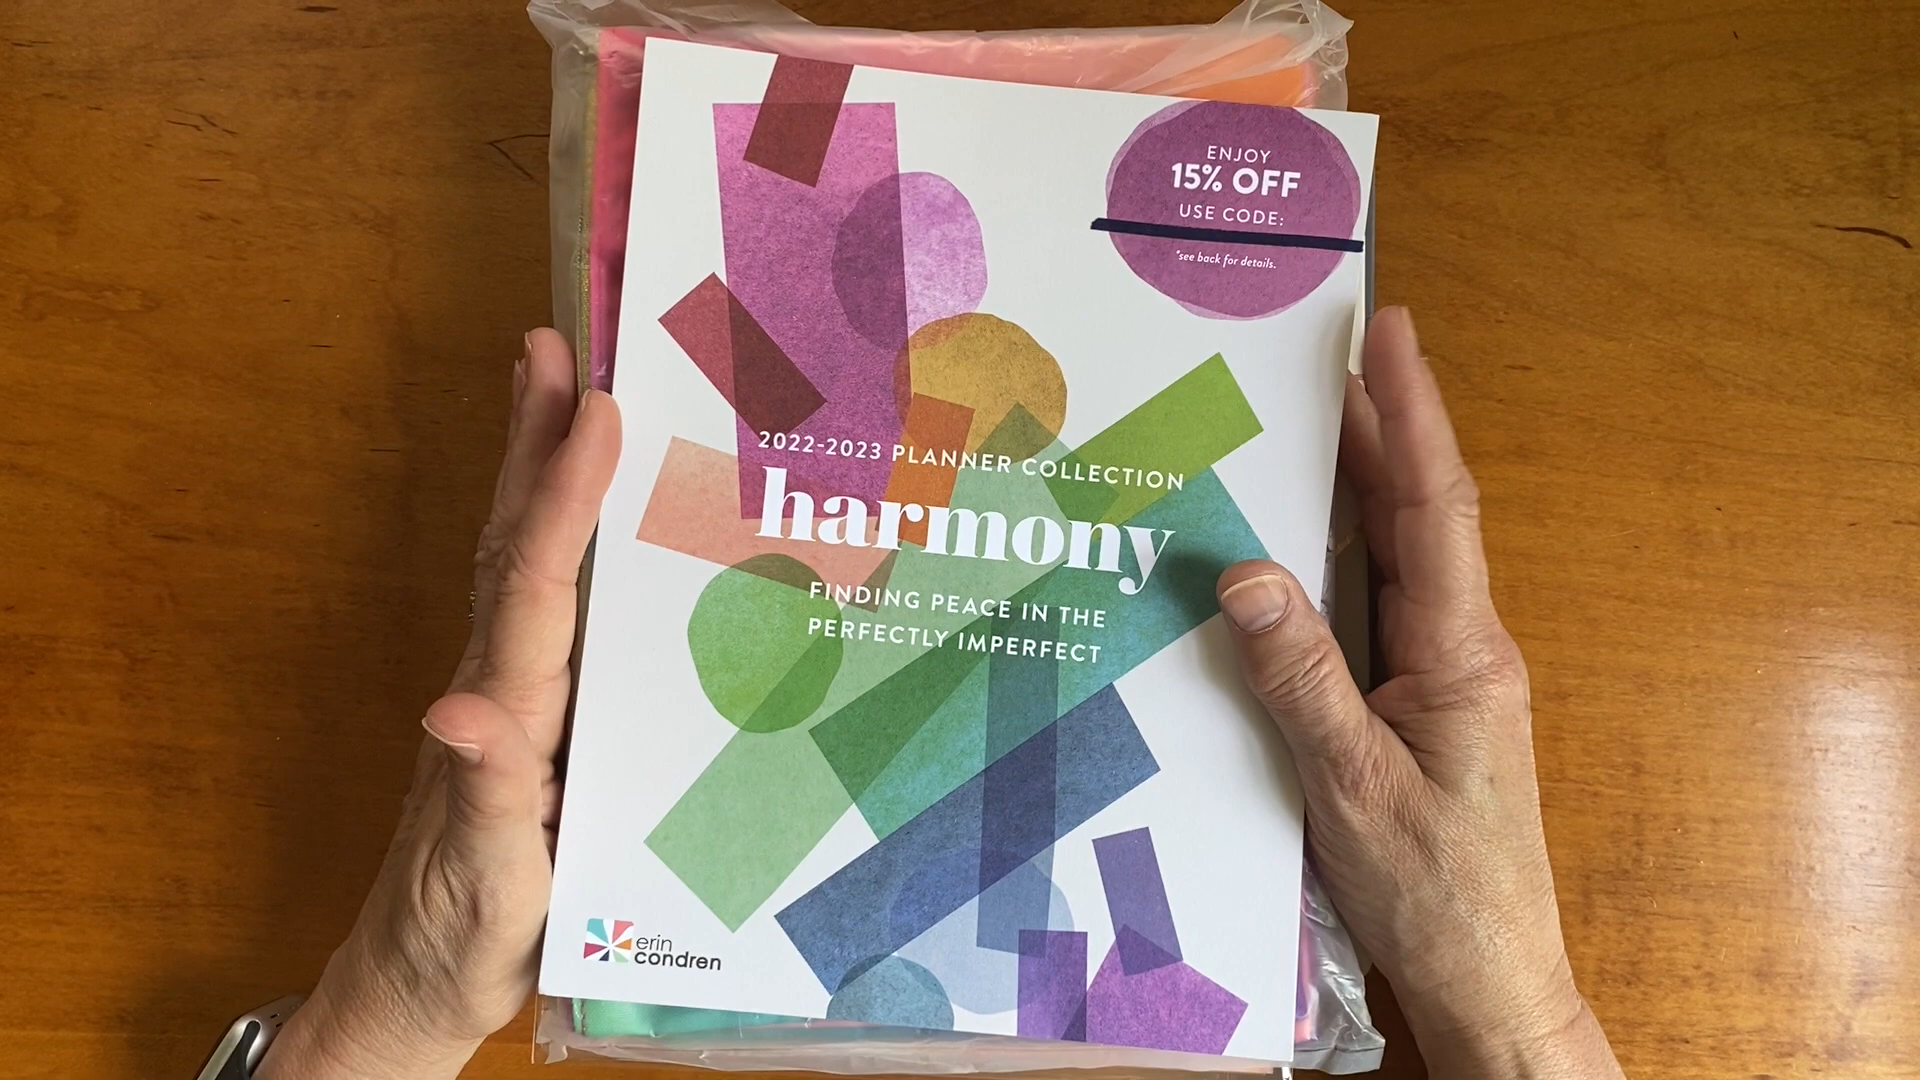 ENJOY
15% OFF
USE CODE:
*see back for details.
2022-2023 PLANNER COLLECTION
harmony
FINDING PEACE IN THE
PERFECTLY IMPERFECT
erin
condren